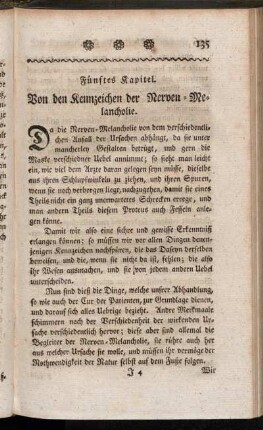 135
Fünftes Kapitel.
Von den Kennzeichen der Nerven-Me-
lancholie.
Da die Nerven-Melancholie von dem verschiedentli-
chen Anfall der Ursachen abhängt, da sie unter
mancherley Gestalten betrügt, und gern die
Maske verschiedner Uebel annimmt; so sieht man leicht
ein, wie viel dem Arzte daran gelegen seyn müsse, dieselbe
aus ihren Schlupfwinkeln zu ziehen, und ihren Spuren,
wenn sie noch verborgen liege, nachzugehen, damit sie eines
Theils nicht ein ganz unerwartetes Schrecken errege, und
man andern Theils diesen Proteus auch Fesseln anle-
gen könne.
Damit wir also eine sichre und gewisse Erkenntniß
erlangen können; so müssen wir vor allen Dingen denen-
jenigen Kennzeichen nachspüren, die das Daseyn derselben
beweisen, und die, wenn sie nicht da sind, fehlen; die also
ihr Wesen ausmachen, und sie von jedem andern Uebel
unterscheiden.
Nun sind dieß die Dinge, welche unsrer Abhandlung,
so wie auch der Cur der Patienten, zur Grundlage dienen,
und darauf sich alles Uebrige bezieht. Andre Merkmaale
schimmern nach der Verschiedenheit der wirkenden Ur-
sache verschiedentlich hervor; diese aber sind allemal die
Begleiter der Nerven-Melancholie, sie rühre auch her
aus welcher Ursache sie wolle, und müssen ihr vermöge der
Nothwendigkeit der Natur selbst auf dem Fuße folgen.
J 4 Wir